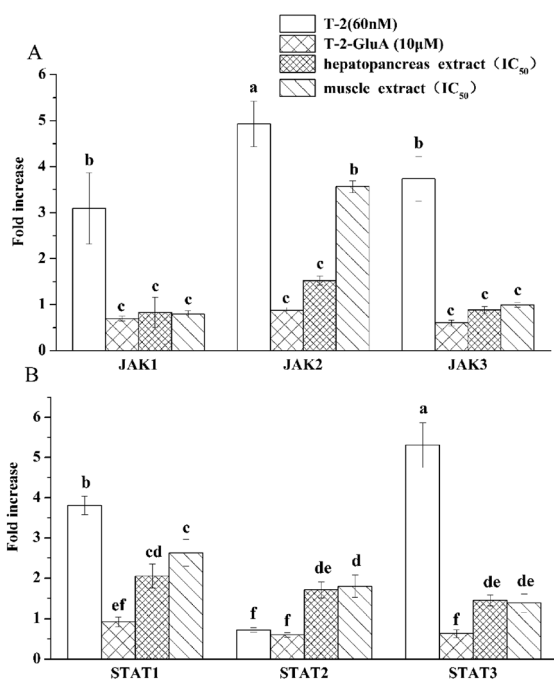 T-2(60nM)
T-2-GluA (10μM)
hepatopancreas extract（IC50）
muscle extract（IC50）
A
Fold increase
6
5
4
3
2
1
0
b
c
c
c
a
c
c
b
b
c
c
c
JAK1
JAK2
JAK3
B
Fold increase
6
5
4
3
2
1
0
b
ef
cd
c
f
f
de
d
a
f
de
de
STAT1
STAT2
STAT3